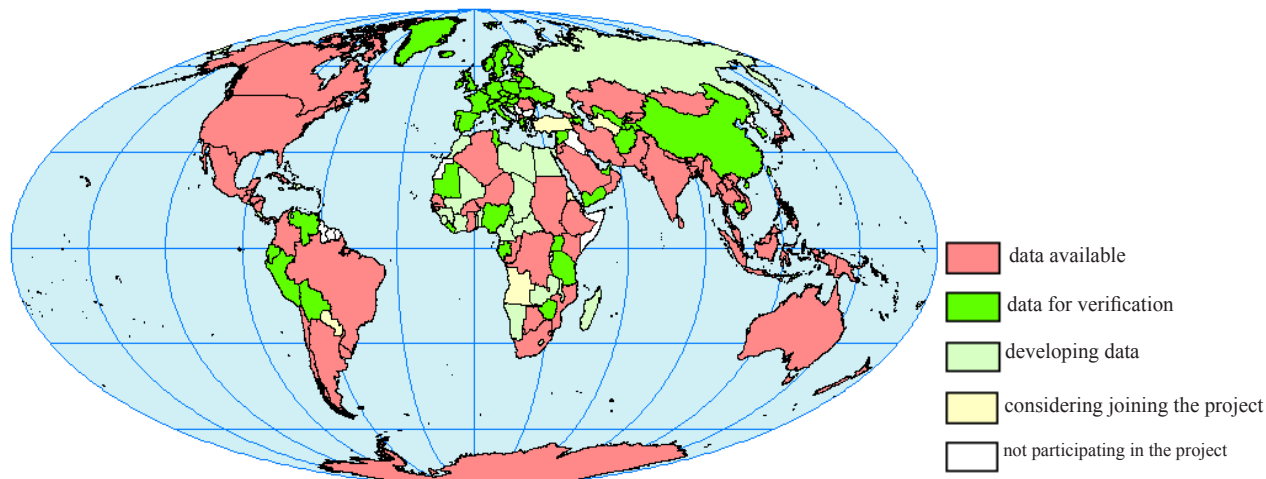 data available
data for verification
developing data
considering joining the project
not participating in the project